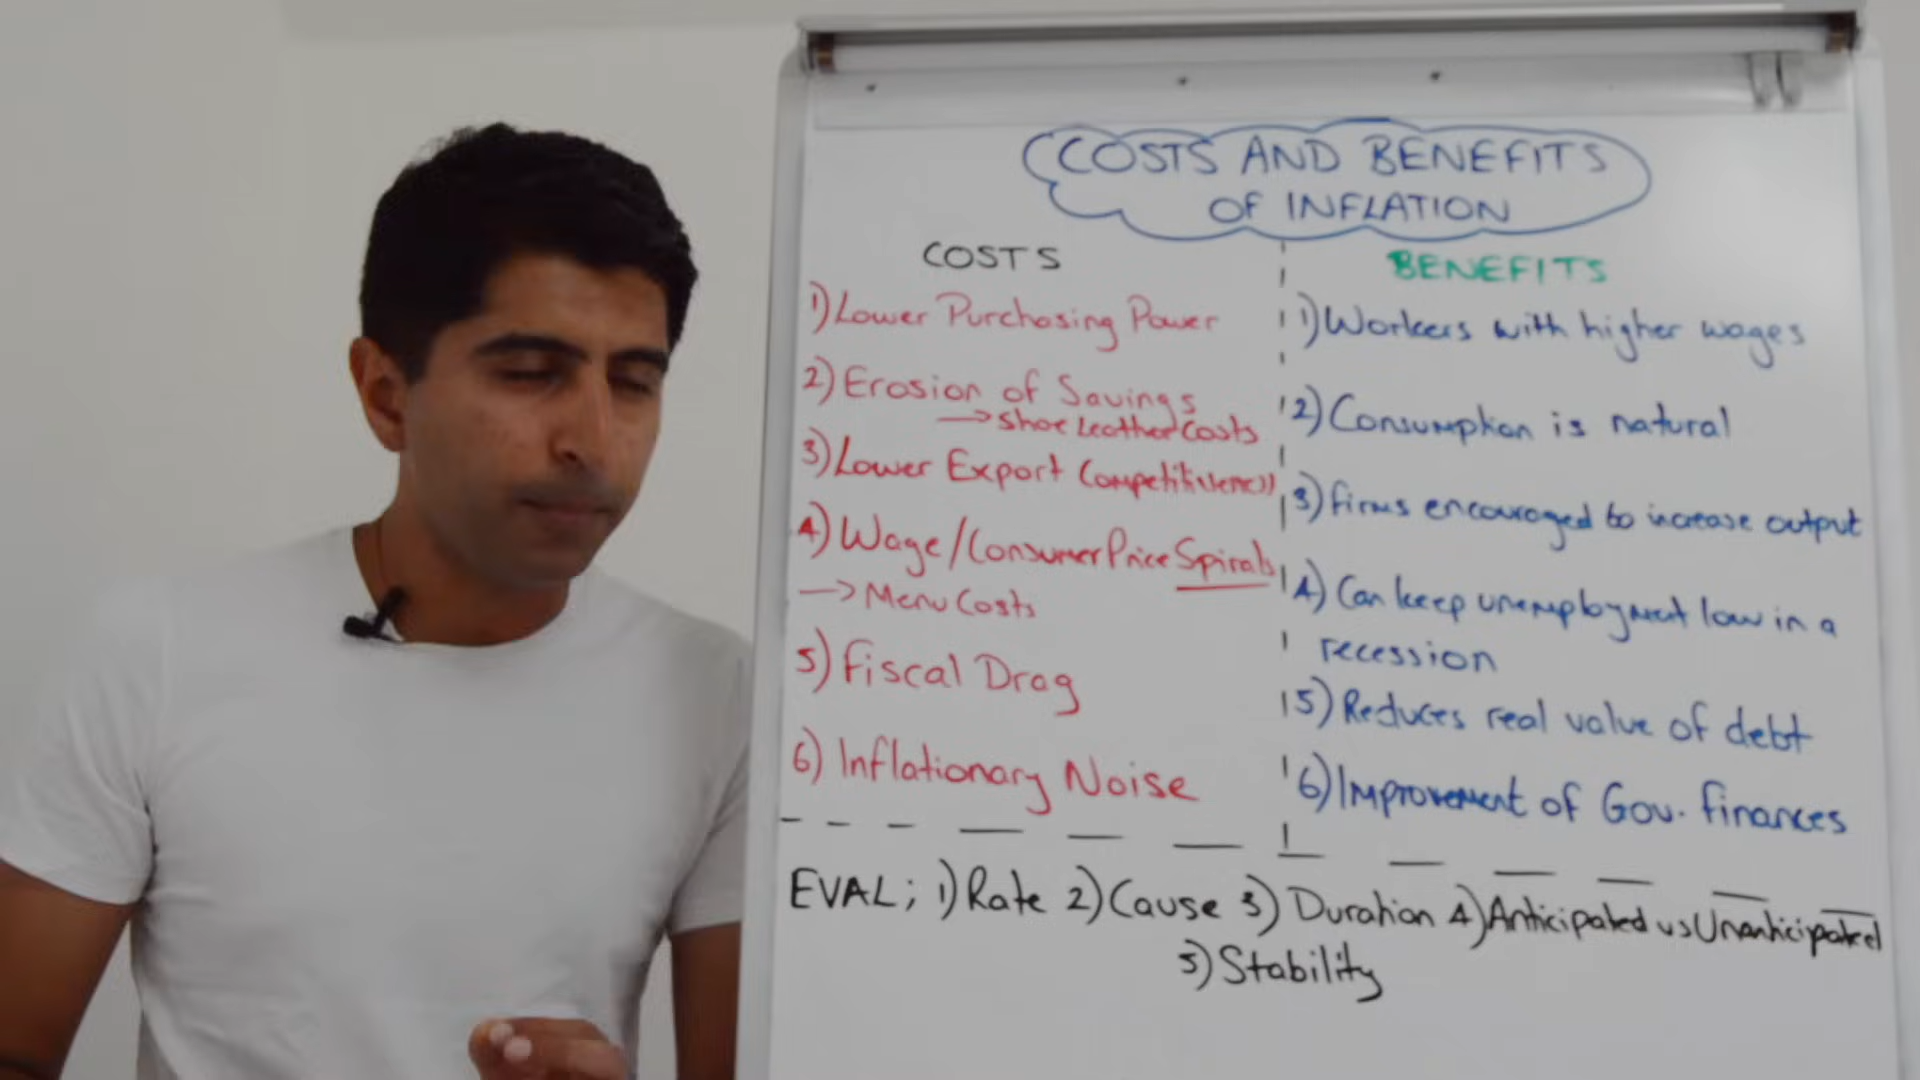 COSTS AND BENEFITS
OF INFLATION
COSTS
1) Lower Purchasing Power
2) Erosion of Savings
→ Shoe Leather Costs
3) Lower Export Competitiveness
4) Wage/Consumer Price Spirals
→ Menu Costs
5) Fiscal Drag
6) Inflationary Noise
BENEFITS
1) Workers with higher wages
2) Consumption is natural
3) Firms encouraged to increase output
4) Can keep unemployment low in a
recession
5) Reduces real value of debt
6) Improvement of Gov. finances
EVAL; 1) Rate 2) Cause 3) Duration 4) Anticipated vs Unanticipated
5) Stability